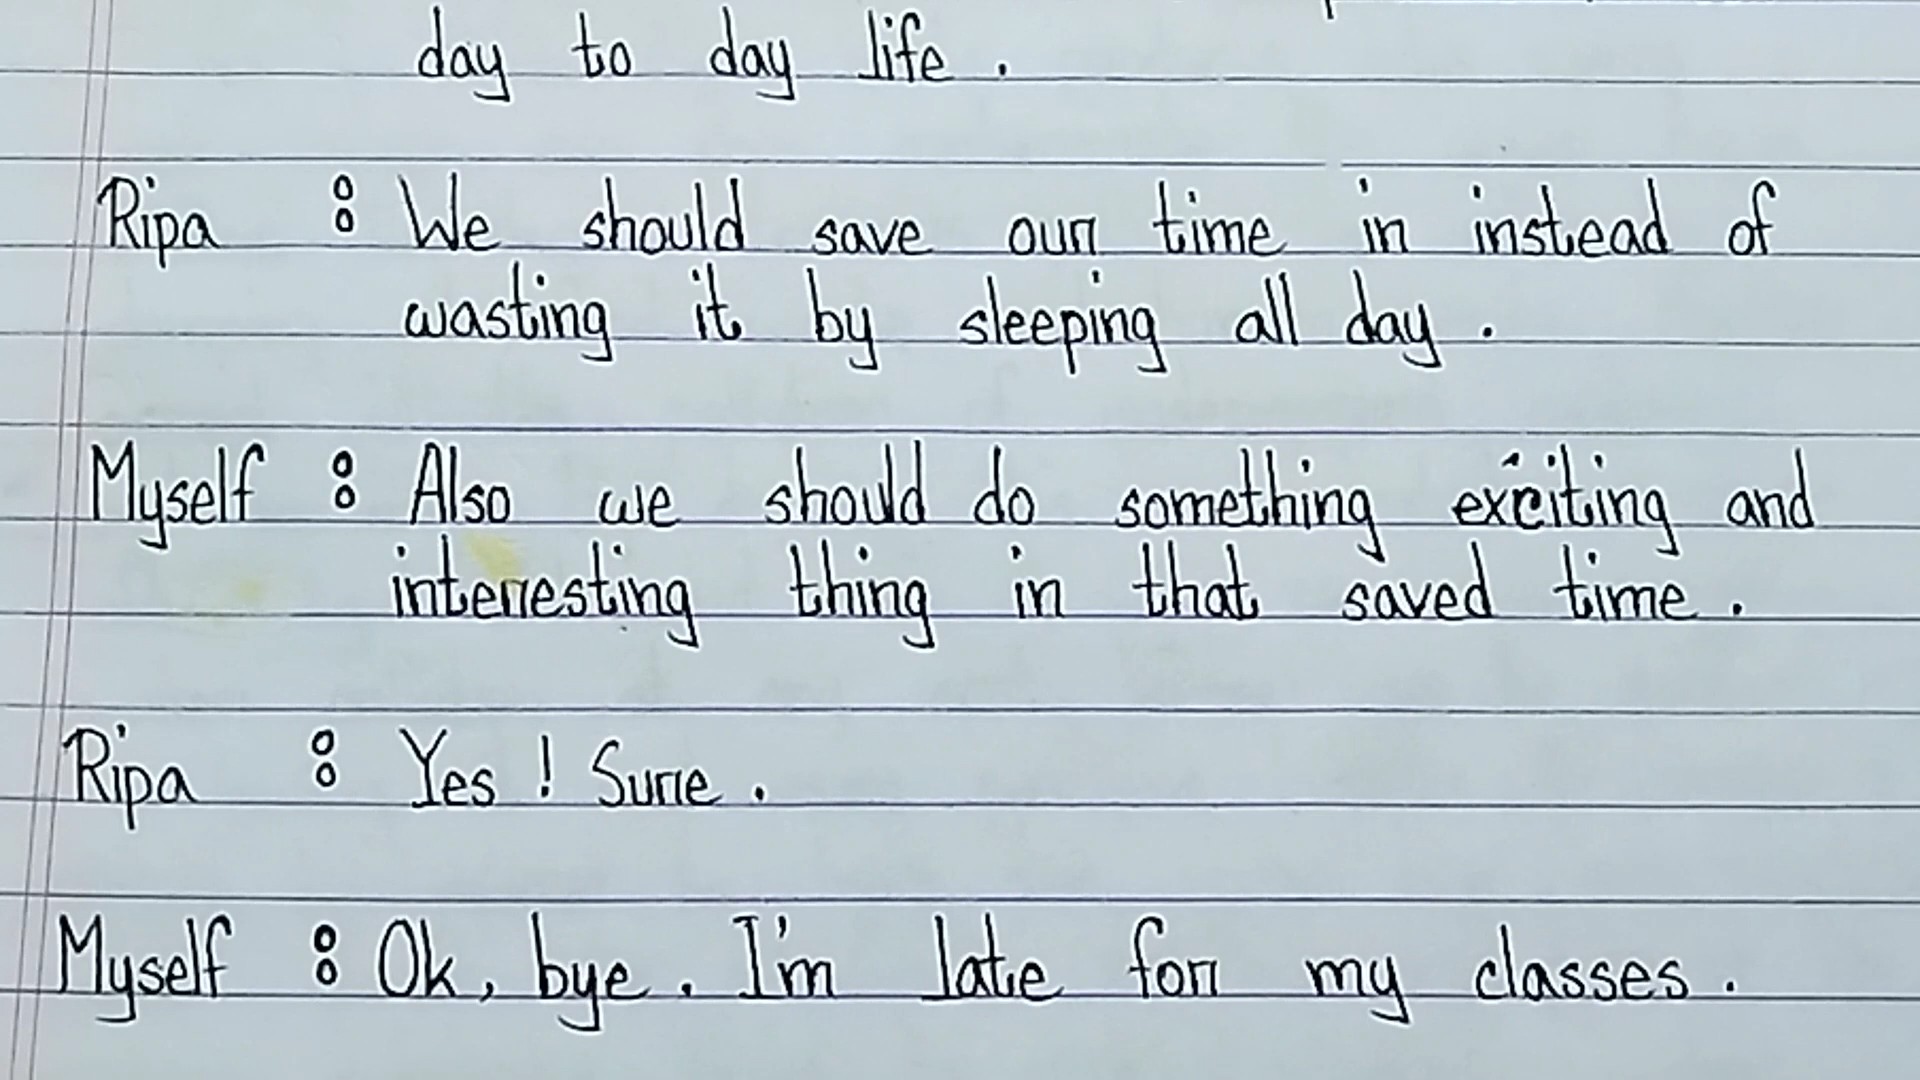 day to day life.
Ripa : We should save our time in instead of
wasting it by sleeping all day.
Myself : Also we should do something exciting and
interesting thing in that saved time.
Ripa : Yes! Sure.
Myself : Ok, bye. I'm late for my classes.